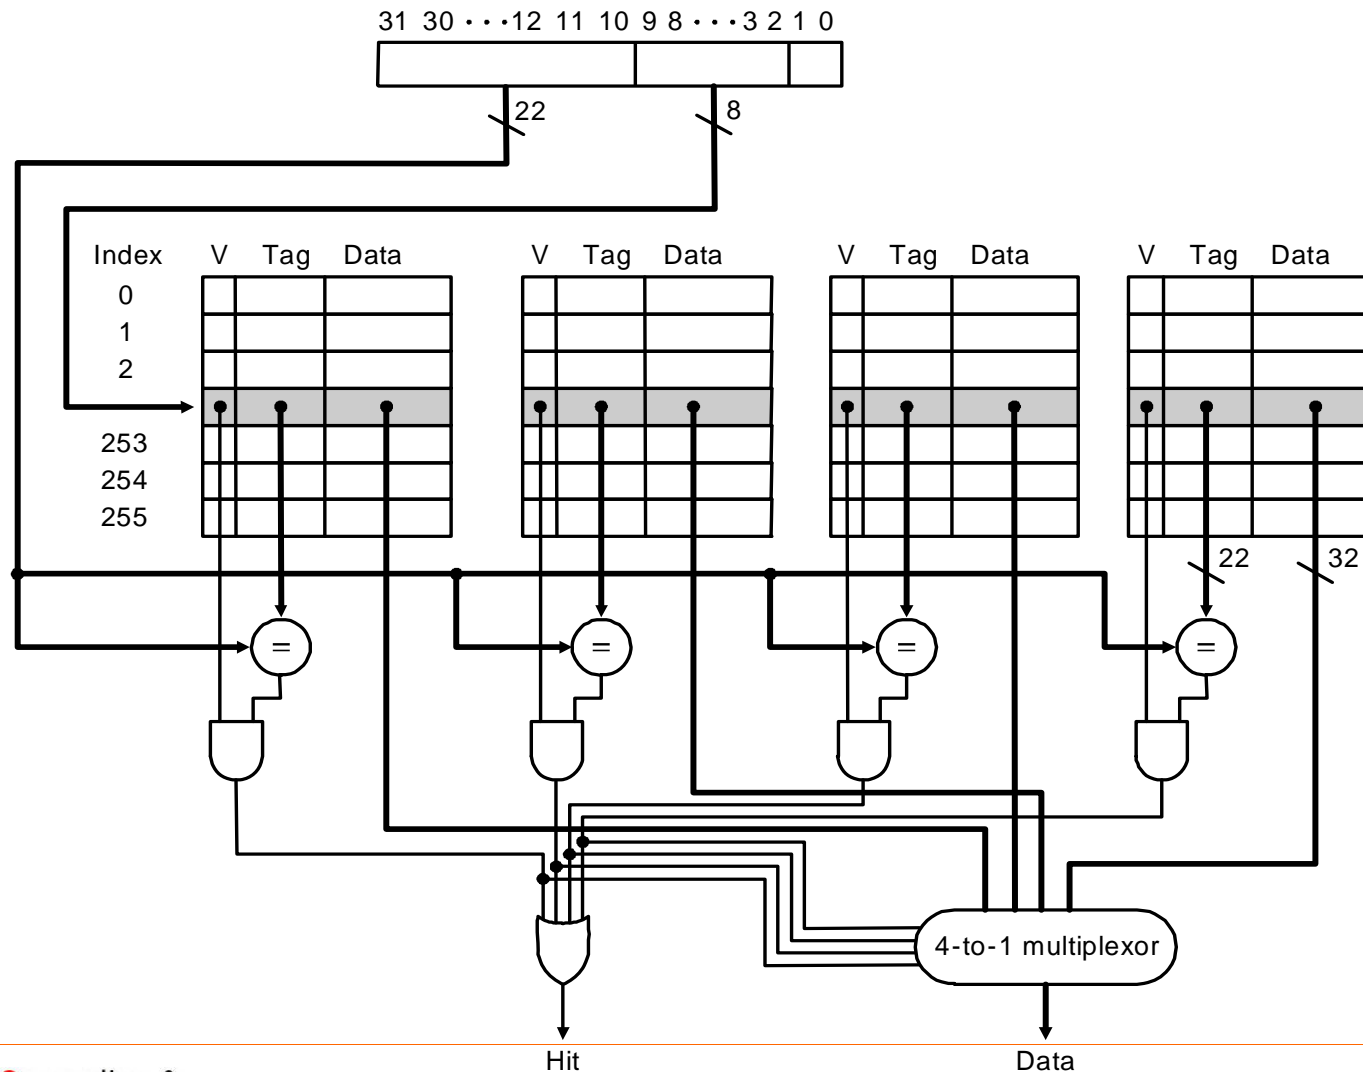 31 30 ···12 11 10 9 8 ···3 2 1 0
22 8
Index V Tag Data V Tag Data V Tag Data V Tag Data
0
1
2
253
254
255
22 32
= = = =
4-to-1 multiplexor
Hit Data